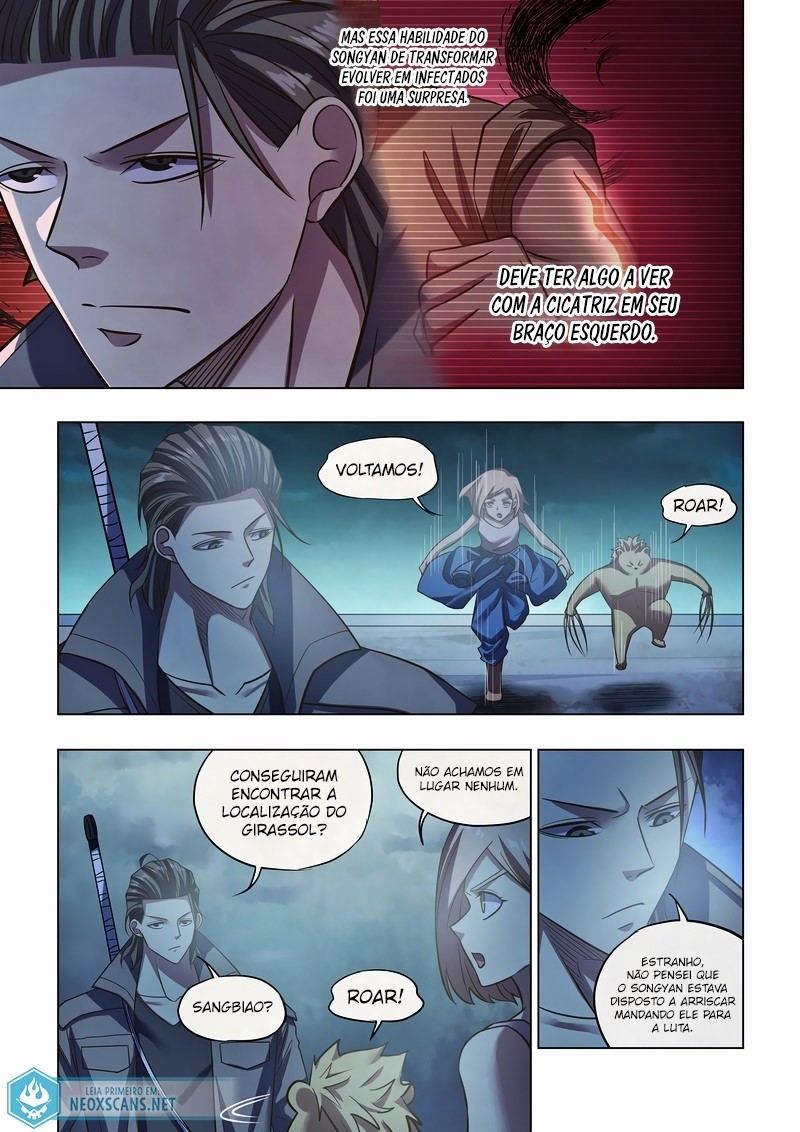 MAS ESSA HABILIDADE DO
SONGYAN DE TRANSFORMAR
EVOLVER EM INFECTADOS
FOI UMA SURPRESA.
DEVE TER ALGO A VER
COM A CICATRIZ EM SEU
BRAÇO ESQUERDO.
VOLTAMOS!
ROAR!
CONSEGUIRAM
ENCONTRAR A
LOCALIZAÇÃO DO
GIRASSOL?
NÃO ACHAMOS EM
LUGAR NENHUM.
SANGBIAO?
ROAR!
ESTRANHO,
NÃO PENSEI QUE
O SONGYAN ESTAVA
DISPOSTO A ARRISCAR
MANDANDO ELE PARA
A LUTA.
LEIA PRIMEIRO EM:
NEOXSCANS.NET